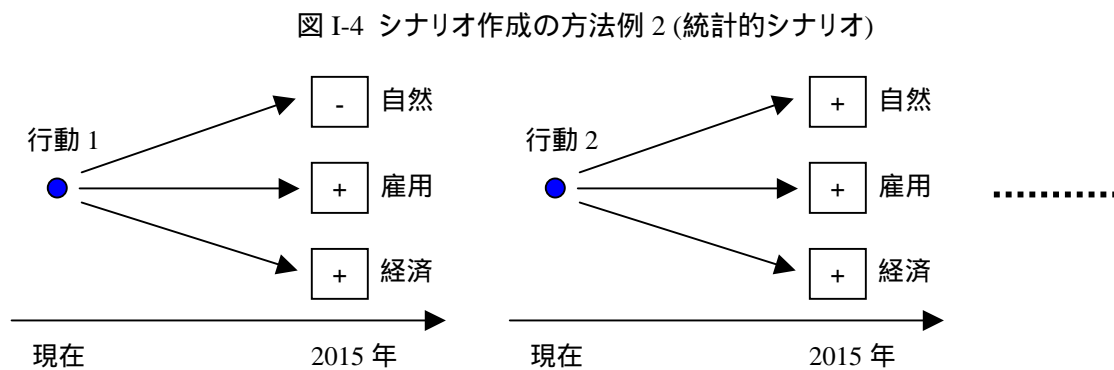 図 I-4 シナリオ作成の方法例 2 (統計的シナリオ)
行動 1
- 自然
+ 雇用
+ 経済
現在 2015 年
行動 2
+ 自然
+ 雇用
+ 経済
現在 2015 年